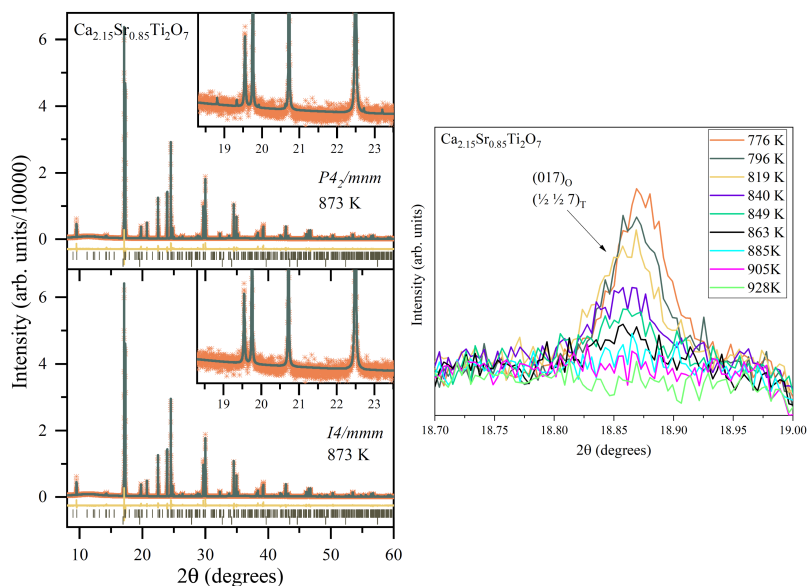 Ca2.15Sr0.85Ti2O7
6
4
2
0
19 20 21 22 23
P42/mnm
873 K
6
4
2
0
19 20 21 22 23
I4/mmm
873 K
10 20 30 40 50 60
2θ (degrees)
Intensity (arb. units/10000)
Ca2.15Sr0.85Ti2O7
(017)O
(½ ½ 7)T
776 K
796 K
819 K
840 K
849 K
863 K
885K
905K
928K
Intensity (arb. units)
18.70 18.75 18.80 18.85 18.90 18.95 19.00
2θ (degrees)